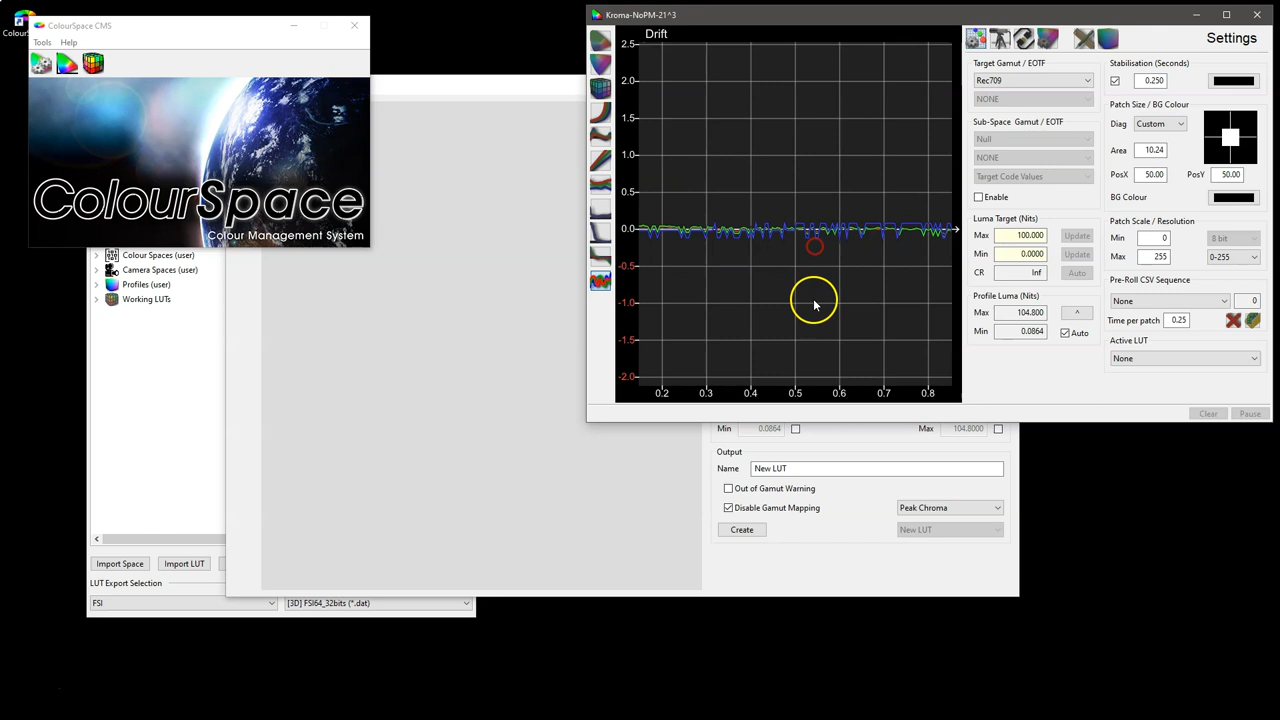 ColourSpace CMS
Tools Help
ColourSpace
Colour Management System
Colour Spaces (user)
Camera Spaces (user)
Profiles (user)
Working LUTs
Import Space Import LUT
LUT Export Selection
FSI [3D] FSI64_32bits (*.dat)
Kroma-NoPM-21^3
Drift
2.5
2.0
1.5
1.0
0.5
0.0
-0.5
-1.0
-1.5
-2.0
0.2 0.3 0.4 0.5 0.6 0.7 0.8
Settings
Target Gamut / EOTF
Rec709
NONE
Sub-Space Gamut / EOTF
Null
NONE
Target Code Values
Enable
Luma Target (Nits)
Max 100.000 Update
Min 0.0000 Update
CR Inf Auto
Profile Luma (Nits)
Max 104.800 ^
Min 0.0864 Auto
Stabilisation (Seconds)
0.250
Patch Size / BG Colour
Diag Custom
Area 10.24
PosX 50.00 PosY 50.00
BG Colour
Patch Scale / Resolution
Min 0 8 bit
Max 255 0-255
Pre-Roll CSV Sequence
None 0
Time per patch 0.25
Active LUT
None
Clear Pause
Min 0.0864 Max 104.8000
Output
Name New LUT
Out of Gamut Warning
Disable Gamut Mapping Peak Chroma
Create New LUT